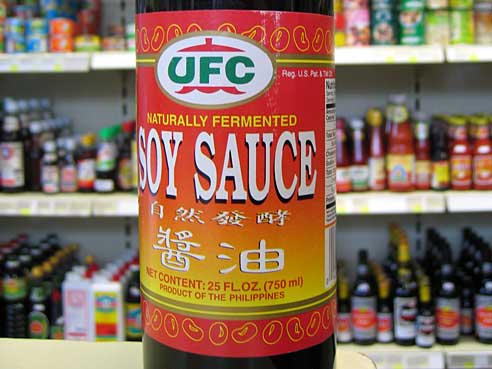 UFC
Reg. U.S. Pat. & TM. Off.
NATURALLY FERMENTED
SOY SAUCE
自然發酵
醬油
NET CONTENT: 25 FL.OZ. (750 ml)
PRODUCT OF THE PHILIPPINES